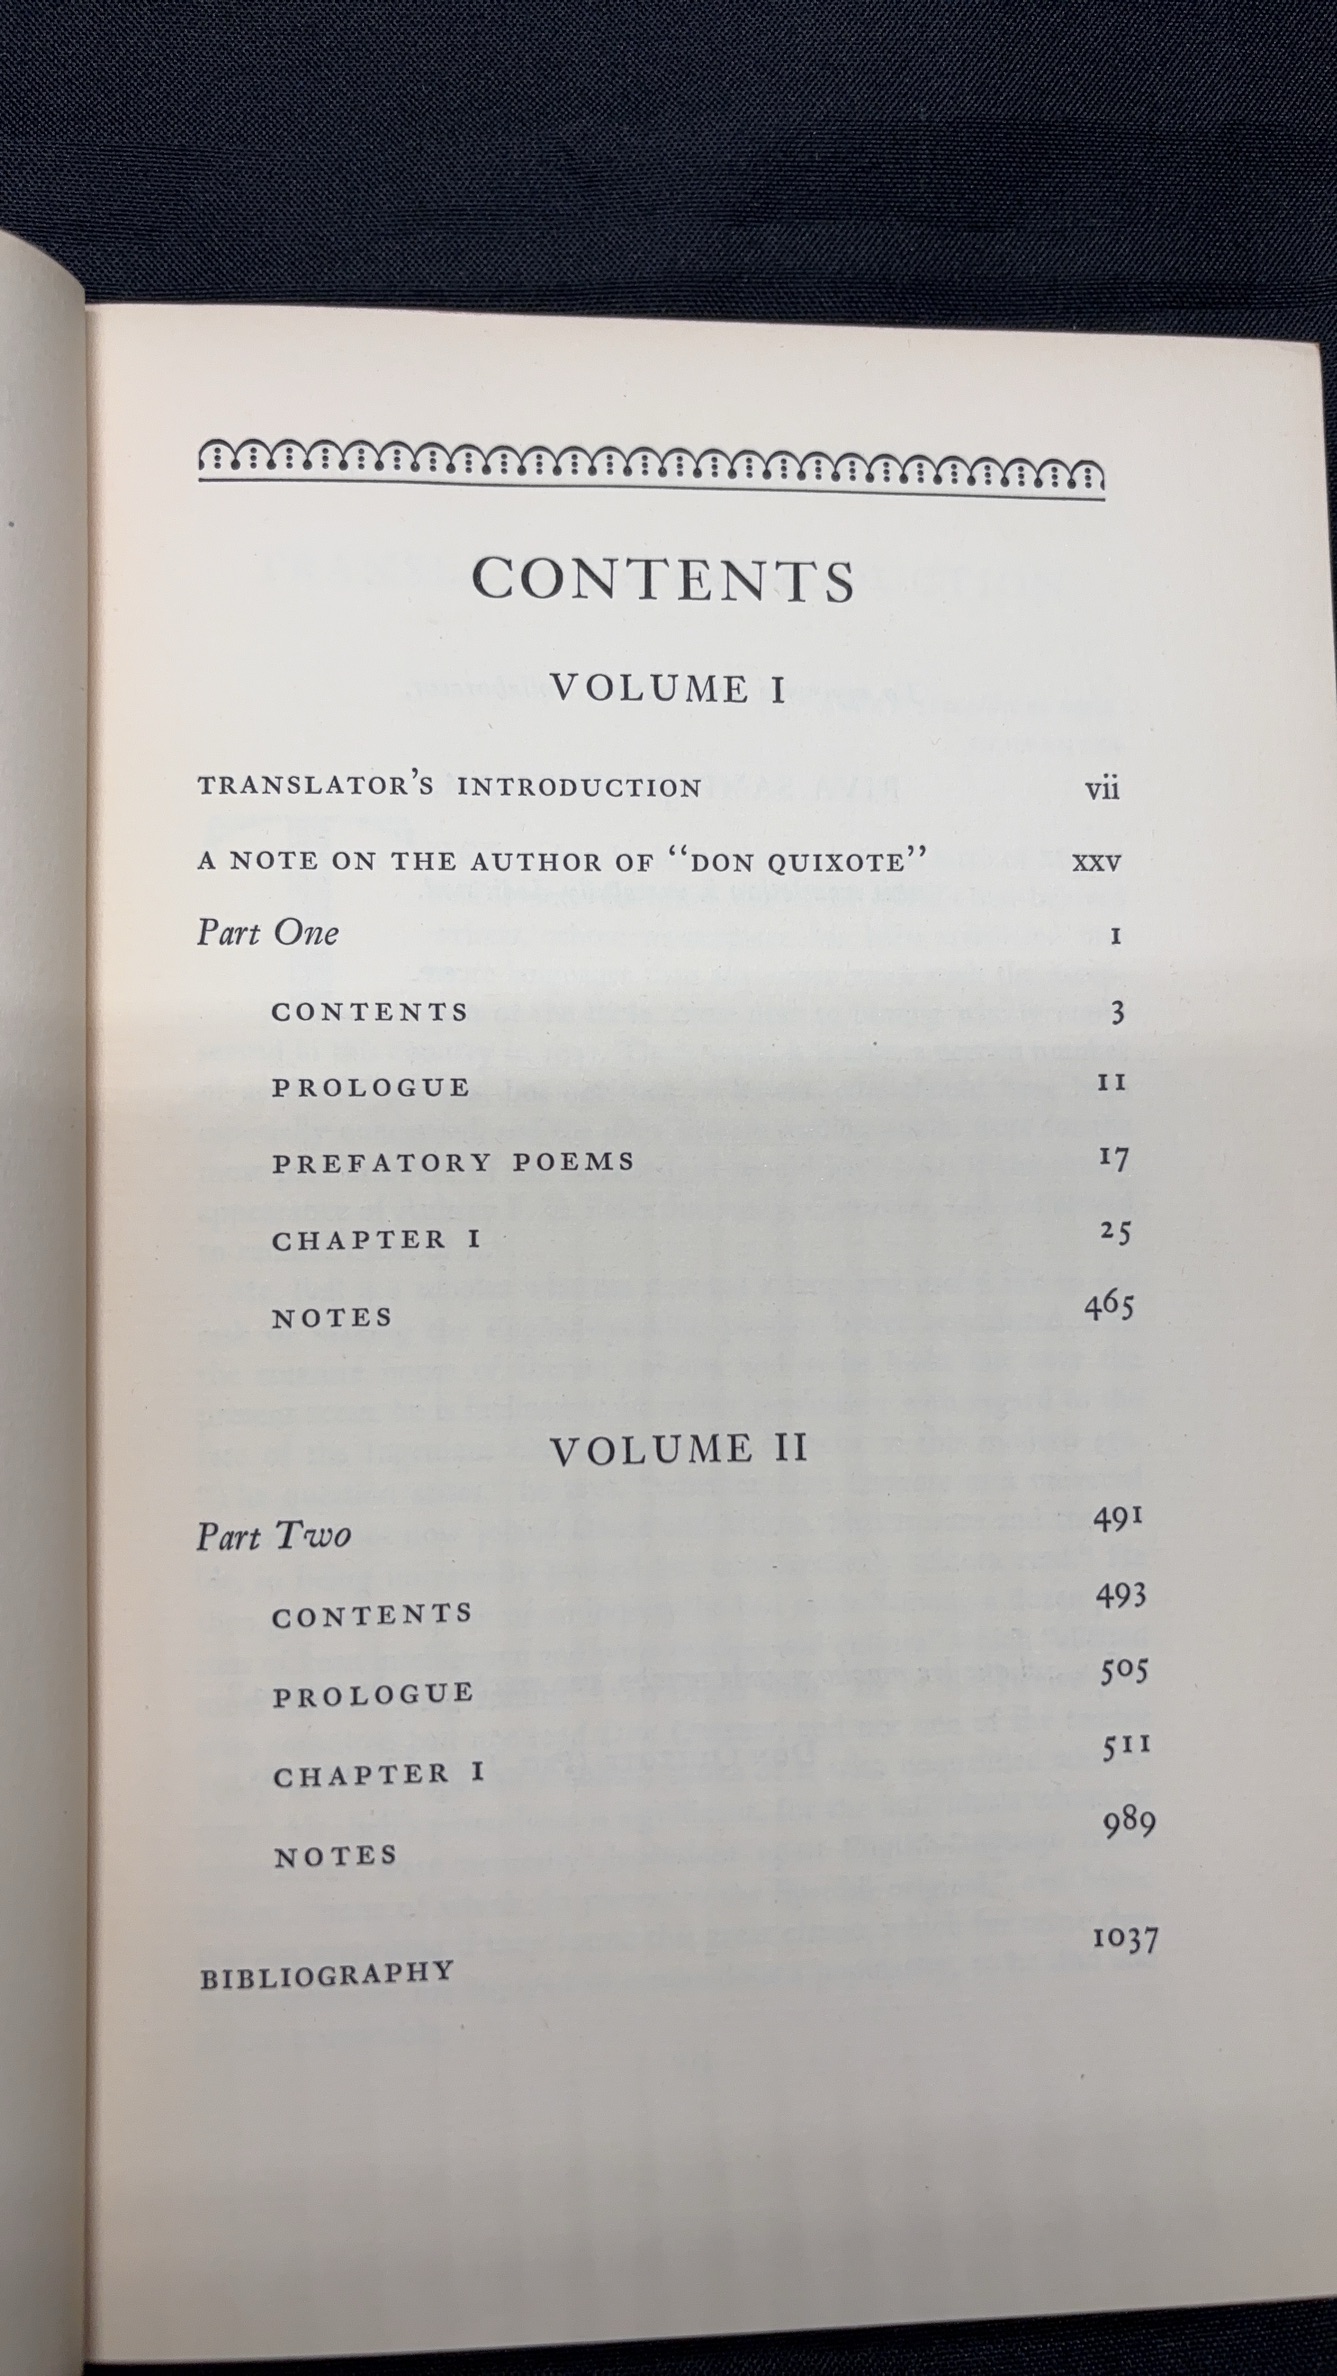 CONTENTS
VOLUME I
TRANSLATOR'S INTRODUCTION vii
A NOTE ON THE AUTHOR OF "DON QUIXOTE" xxv
Part One 1
CONTENTS 3
PROLOGUE 11
PREFATORY POEMS 17
CHAPTER I 25
NOTES 465
VOLUME II
Part Two 491
CONTENTS 493
PROLOGUE 505
CHAPTER I 511
NOTES 989
BIBLIOGRAPHY 1037